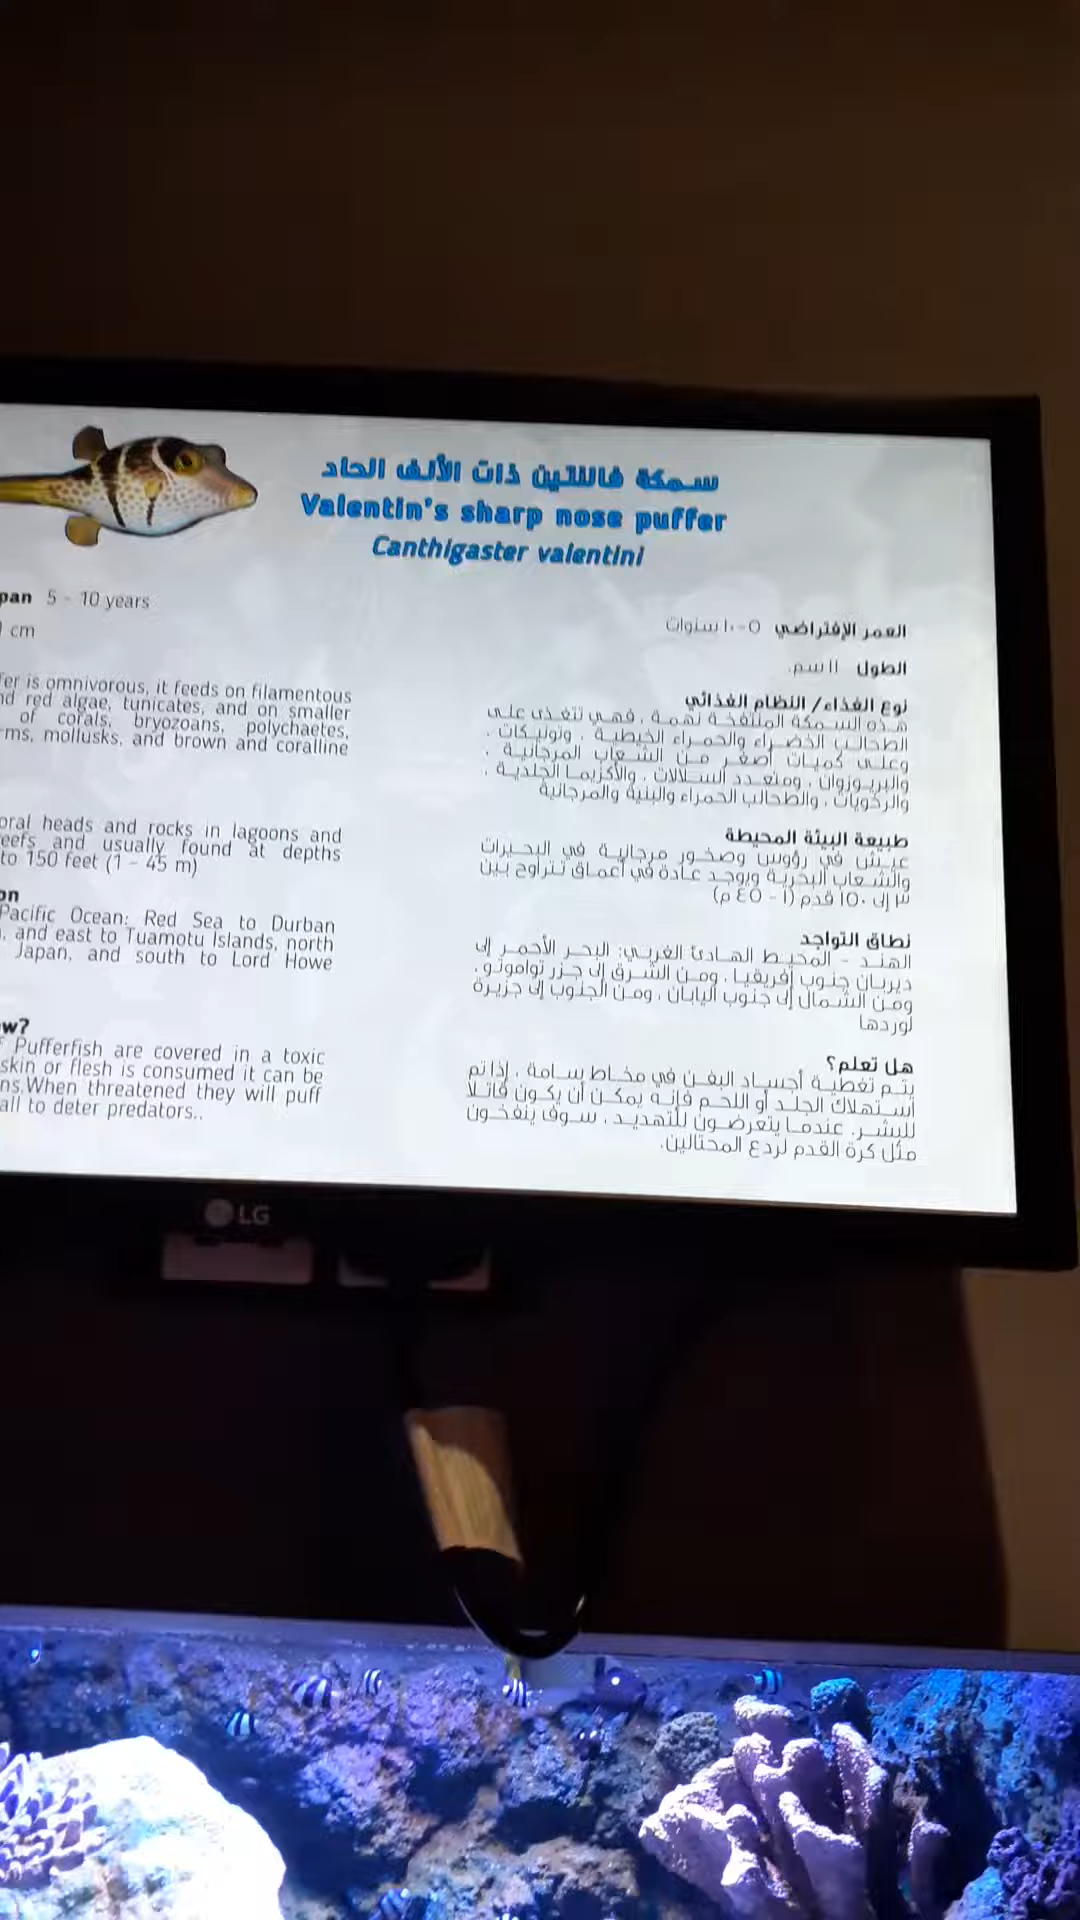 سمكة فالنتين ذات الأنف الحاد
Valentin's sharp nose puffer
Canthigaster valentini
pan 5 - 10 years
cm
er is omnivorous, it feeds on filamentous
nd red algae, tunicates, and on smaller
of corals, bryozoans, polychaetes,
rms, mollusks, and brown and coralline
oral heads and rocks in lagoons and
eefs and usually found at depths
to 150 feet (1 - 45 m)
on
Pacific Ocean: Red Sea to Durban
, and east to Tuamotu Islands, north
Japan, and south to Lord Howe
w?
Pufferfish are covered in a toxic
skin or flesh is consumed it can be
ns.When threatened they will puff
all to deter predators..
العمر الإفتراضي ٥-١٠ سنوات
الطول ١١ سم.
نوع الغذاء/ النظام الغذائي
هذه السمكة المنتفخة نهمة ، فهي تتغذى على
الطحالب الخضراء والحمراء الخيطية ، وتونيكات ،
وعلى كميات أصغر من الشعاب المرجانية ،
والبريوزوان ، ومتعدد السلالات ، والأكزيما الجلدية ،
والرخويات ، والطحالب الحمراء والبنية والمرجانية
طبيعة البيئة المحيطة
عيش في رؤوس وصخور مرجانية في البحيرات
والشعاب البحرية ويوجد عادة في أعماق تتراوح بين
٣ إلى ١٥٠ قدم (١ - ٤٥ م)
نطاق التواجد
الهند - المحيط الهادئ الغربي: البحر الأحمر إلى
ديربان جنوب إفريقيا ، ومن الشرق إلى جزر تواموتو ،
ومن الشمال إلى جنوب اليابان ، ومن الجنوب إلى جزيرة
لوردها
هل تعلم؟
يتم تغطية أجساد البفن في مخاط سامة ، إذا تم
استهلاك الجلد أو اللحم فإنه يمكن أن يكون قاتلا
للبشر. عندما يتعرضون للتهديد ، سوف ينفخون
مثل كرة القدم لردع المحتالين.
LG